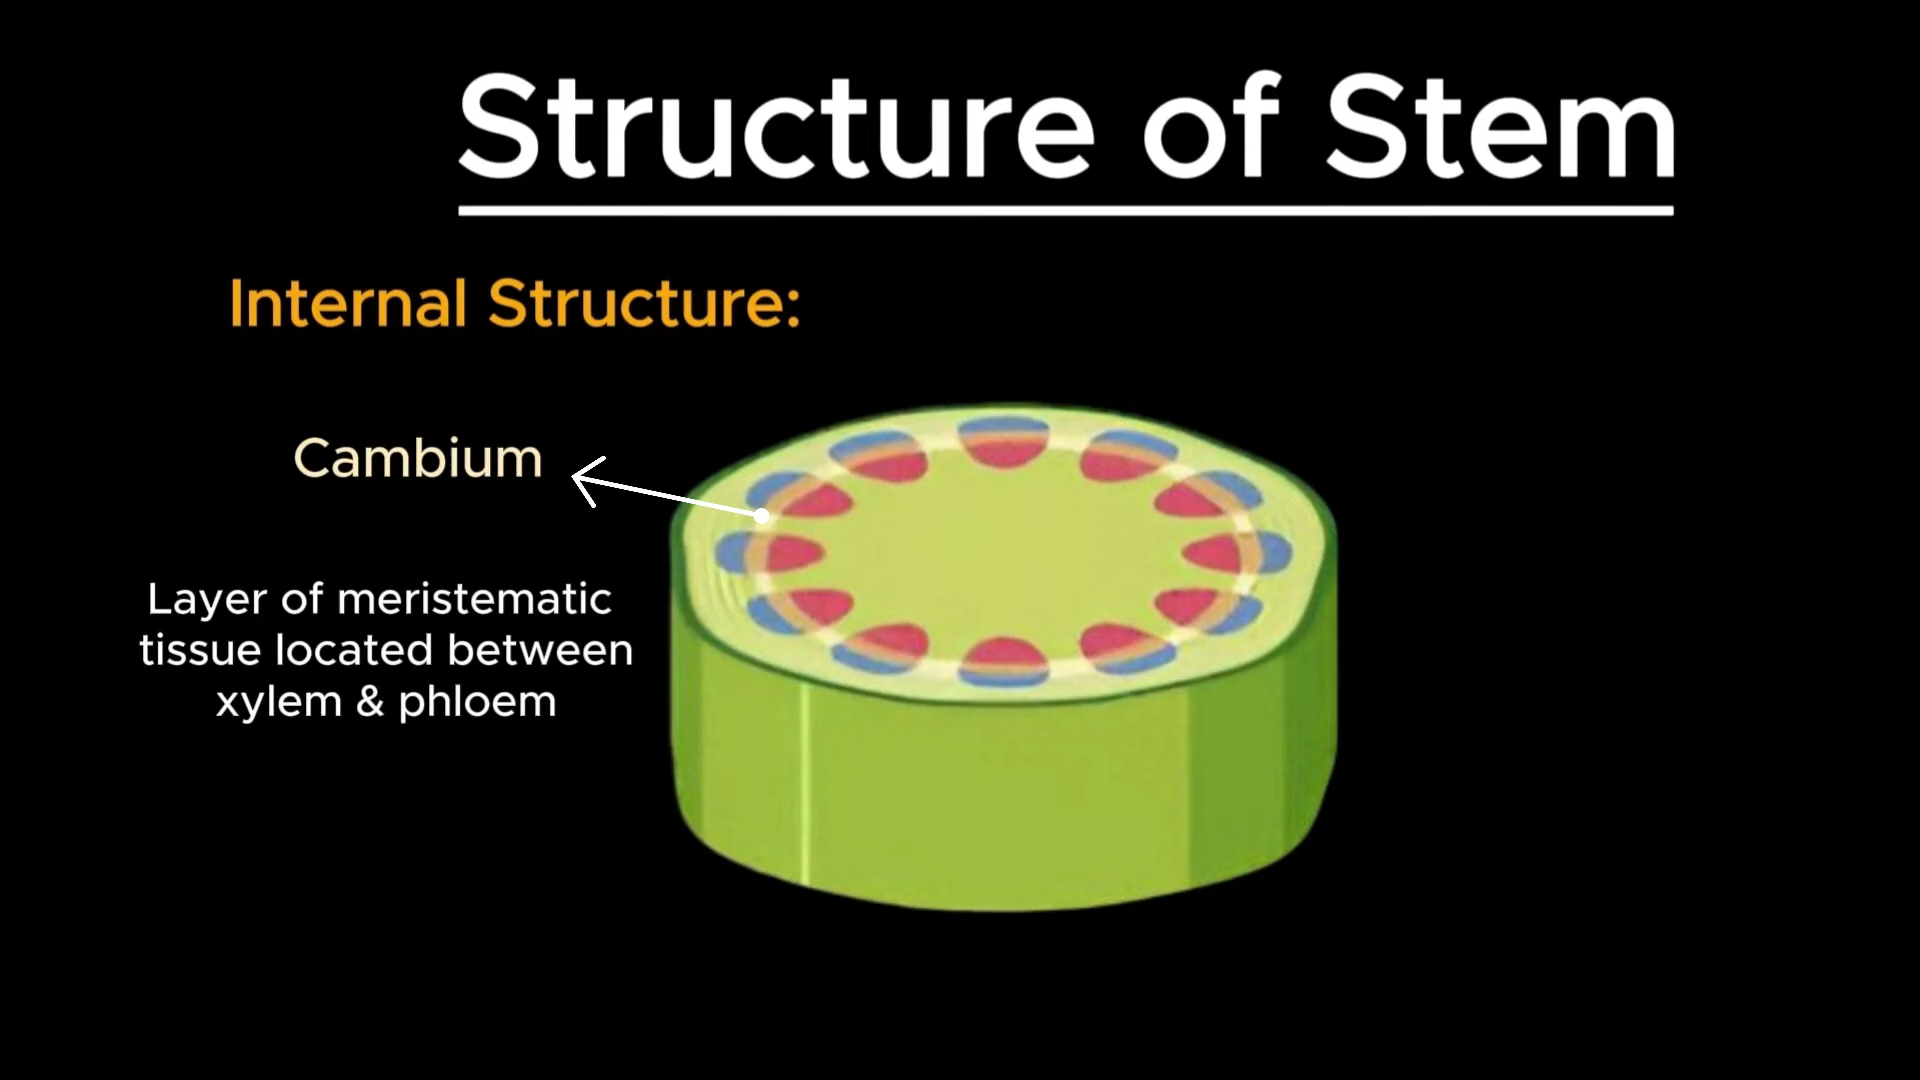 Structure of Stem
Internal Structure:
Cambium
Layer of meristematic
tissue located between
xylem & phloem